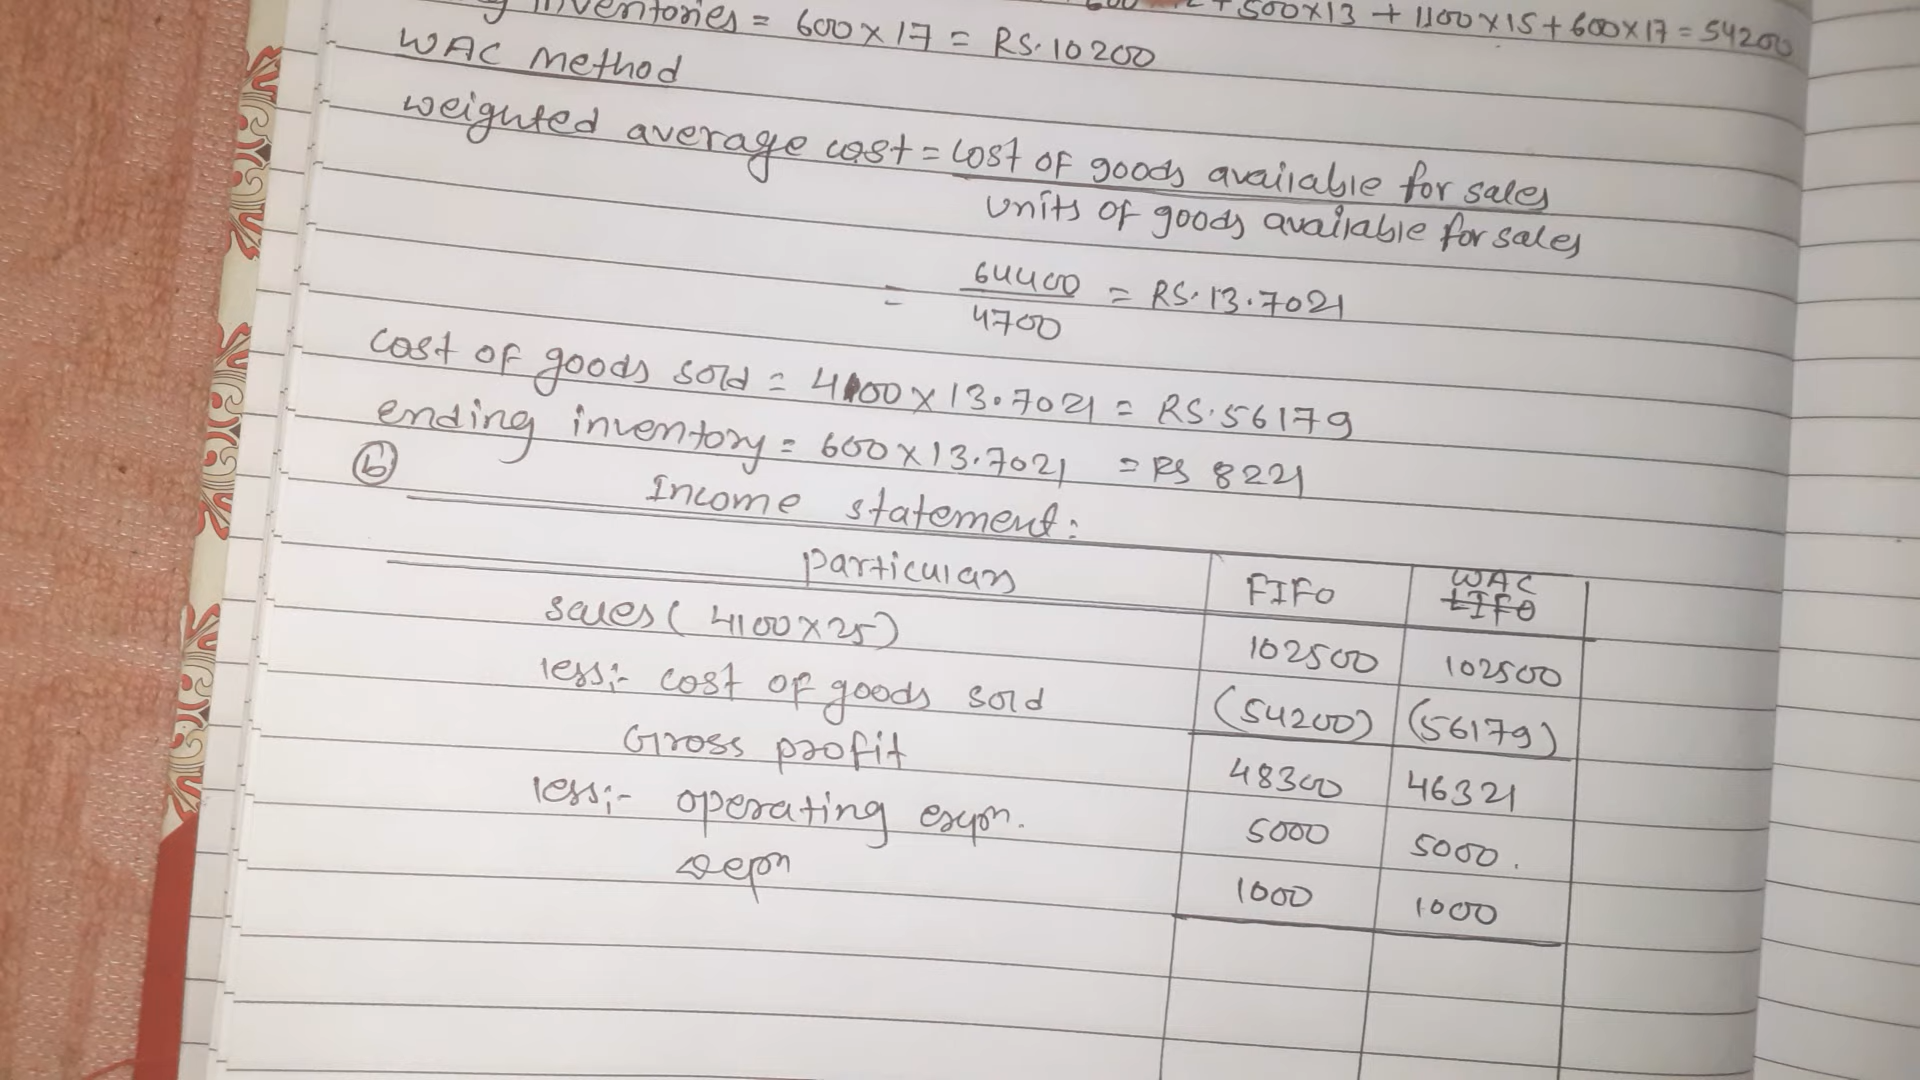 + 500×13 + 1100×15 + 600×17 = 54200
inventories = 600×17 = RS. 10200
WAC Method
weighted average cost = cost of goods available for sales
units of goods available for sales
= 64400 = RS. 13.7021
4700
cost of goods sold = 4100×13.7021 = RS. 56179
ending inventory = 600×13.7021 = RS 8221
(b)
Income statement:
particulars FIFO WAC LIFO
sales (4100×25) 102500 102500
less:- cost of goods sold (54200) (56179)
Gross profit 48300 46321
less:- operating expn. 5000 5000.
Depn 1000 1000